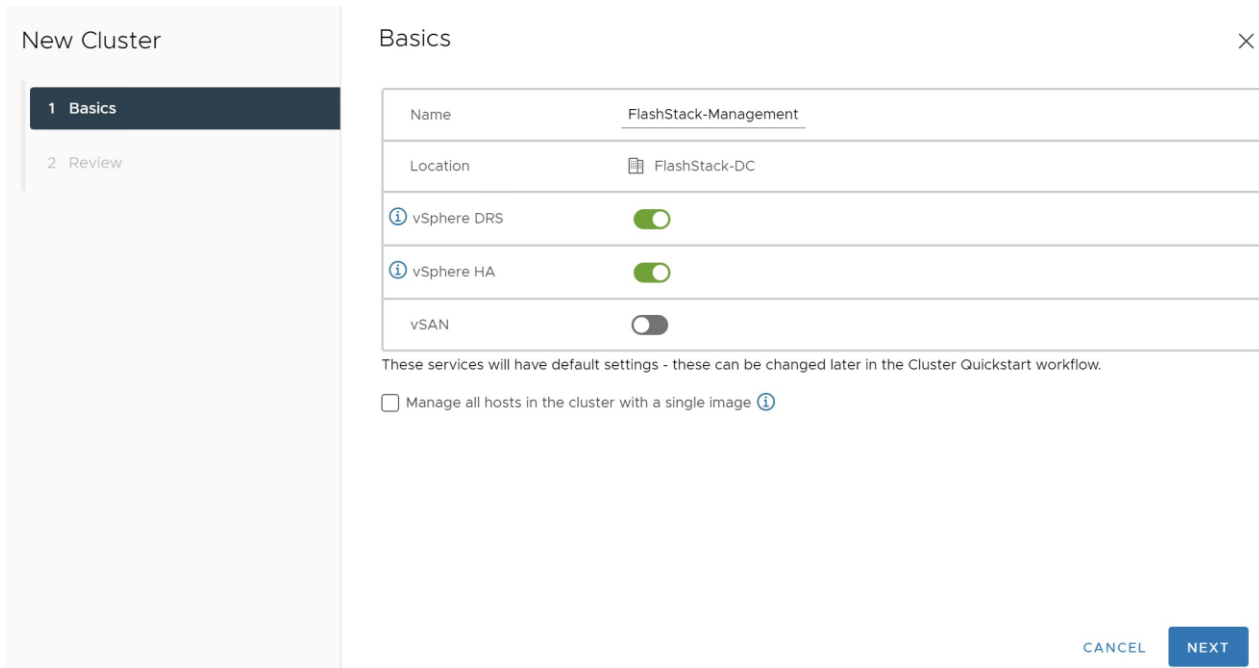 New Cluster
1 Basics
2 Review
Basics
Name FlashStack-Management
Location FlashStack-DC
vSphere DRS
vSphere HA
vSAN
These services will have default settings - these can be changed later in the Cluster Quickstart workflow.
Manage all hosts in the cluster with a single image
CANCEL NEXT